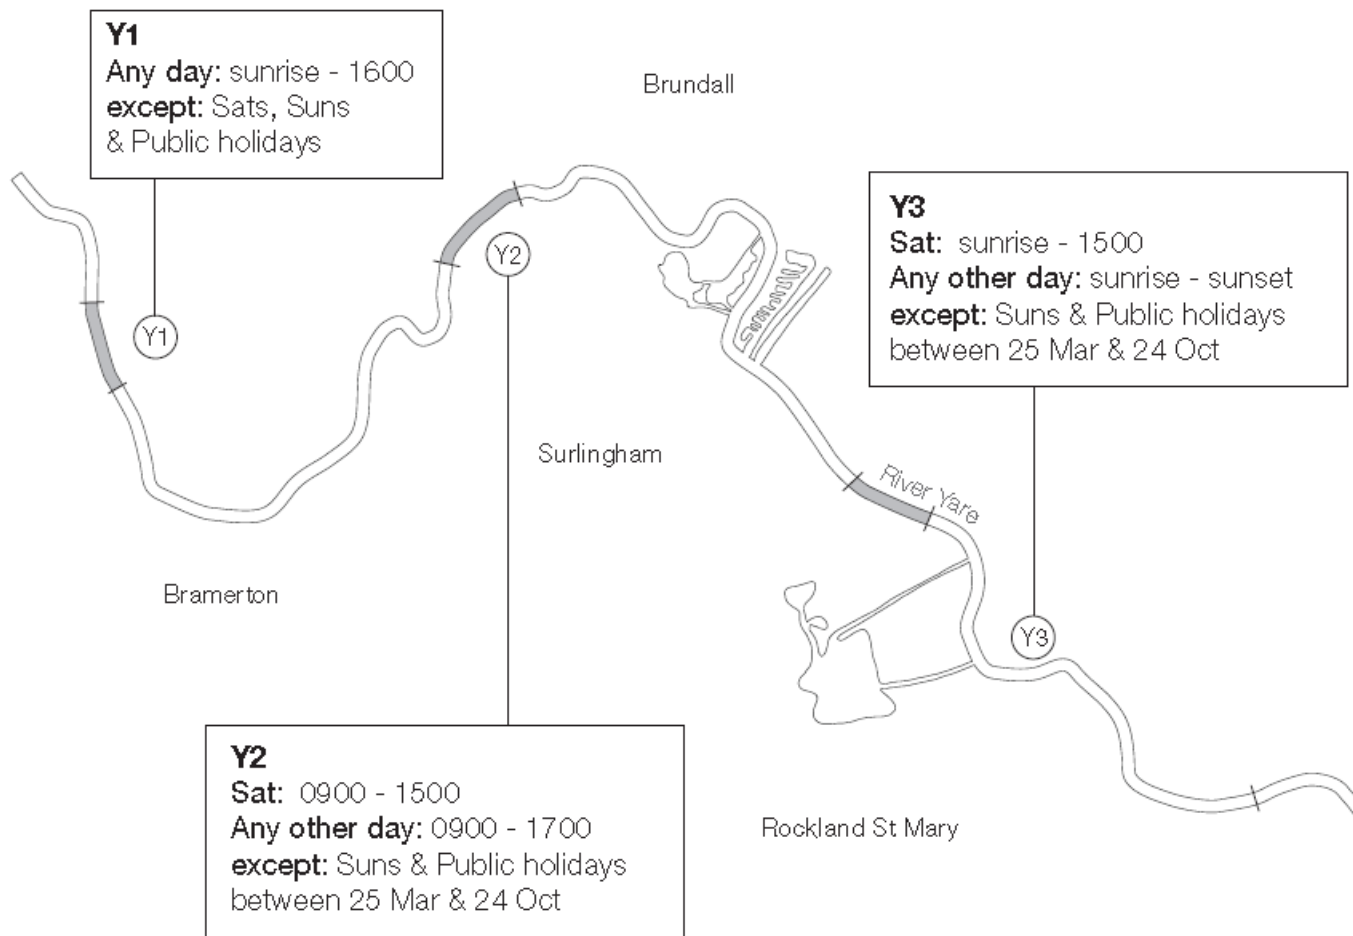 Y1
Any day: sunrise - 1600
except: Sats, Suns
& Public holidays
Brundall
Y3
Sat: sunrise - 1500
Any other day: sunrise - sunset
except: Suns & Public holidays
between 25 Mar & 24 Oct
Y2
Y1
Surlingham
River Yare
Bramerton
Y3
Y2
Sat: 0900 - 1500
Any other day: 0900 - 1700
except: Suns & Public holidays
between 25 Mar & 24 Oct
Rockland St Mary